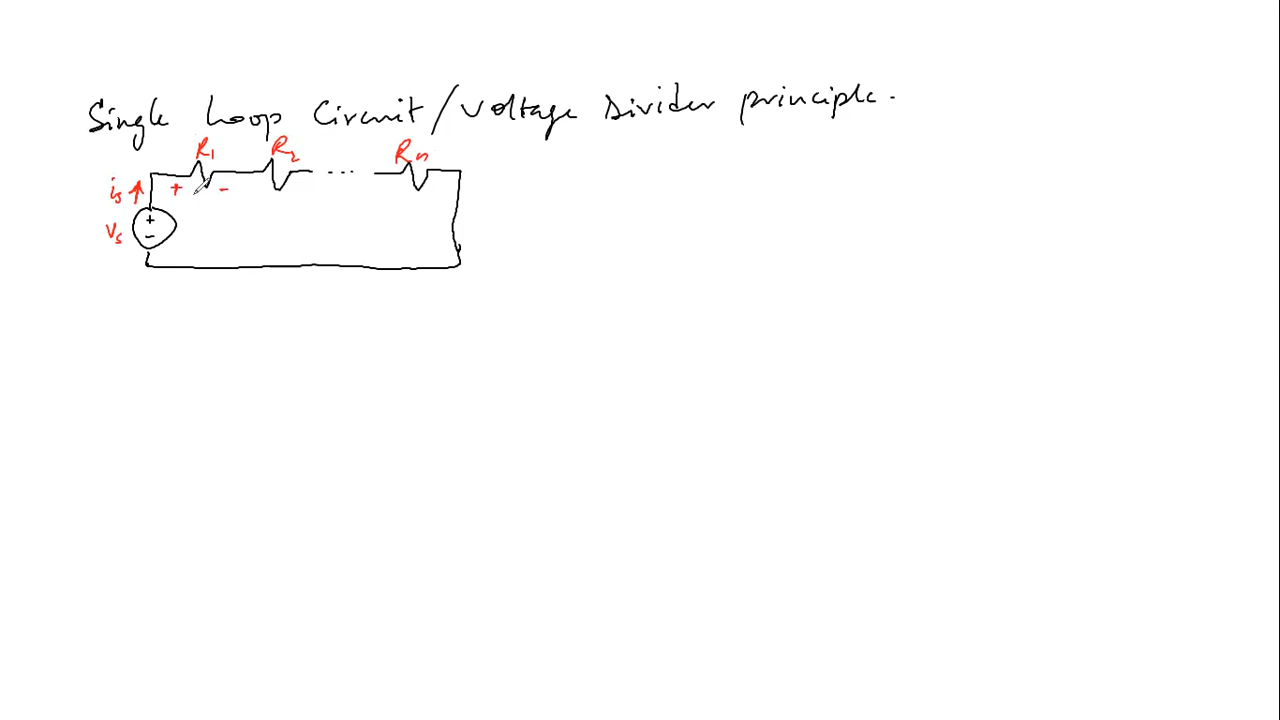 Single Loop Circuit / Voltage Divider principle.
R1 R2 ... Rn
is + -
Vs + -